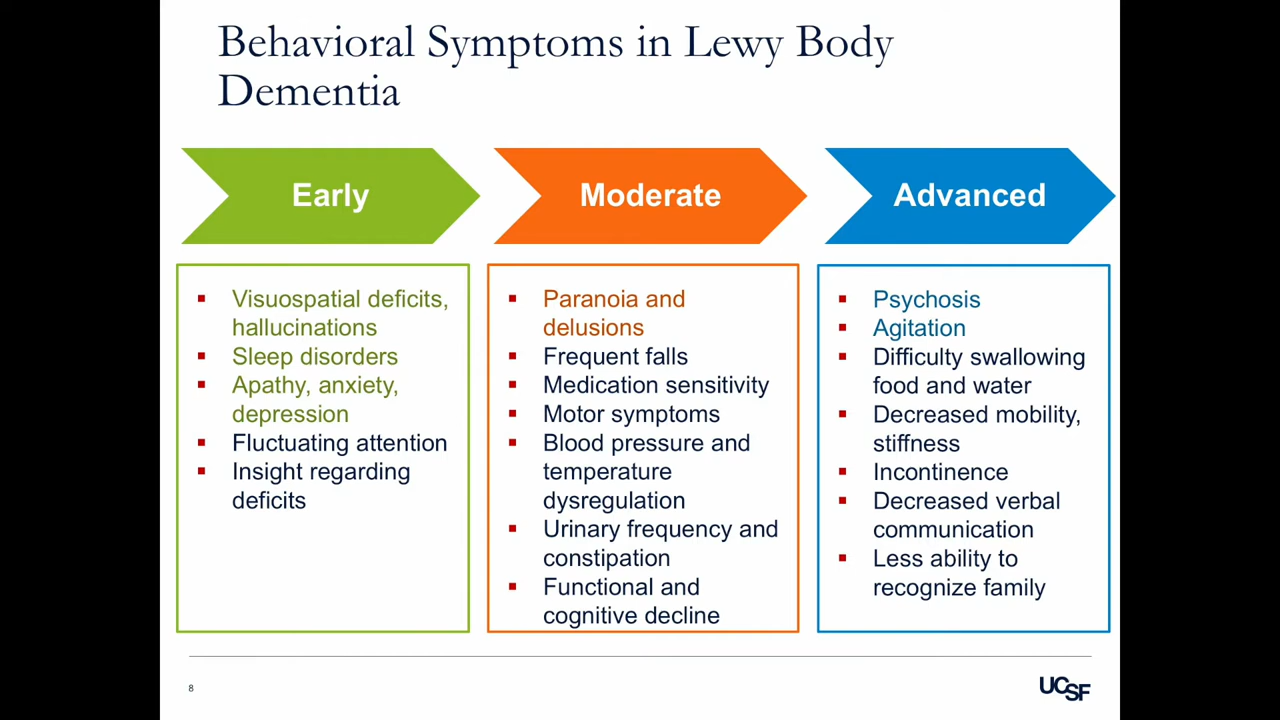 Behavioral Symptoms in Lewy Body
Dementia
Early
Moderate
Advanced
▪ Visuospatial deficits,
hallucinations
▪ Sleep disorders
▪ Apathy, anxiety,
depression
▪ Fluctuating attention
▪ Insight regarding
deficits
▪ Paranoia and
delusions
▪ Frequent falls
▪ Medication sensitivity
▪ Motor symptoms
▪ Blood pressure and
temperature
dysregulation
▪ Urinary frequency and
constipation
▪ Functional and
cognitive decline
▪ Psychosis
▪ Agitation
▪ Difficulty swallowing
food and water
▪ Decreased mobility,
stiffness
▪ Incontinence
▪ Decreased verbal
communication
▪ Less ability to
recognize family
8
UCSF